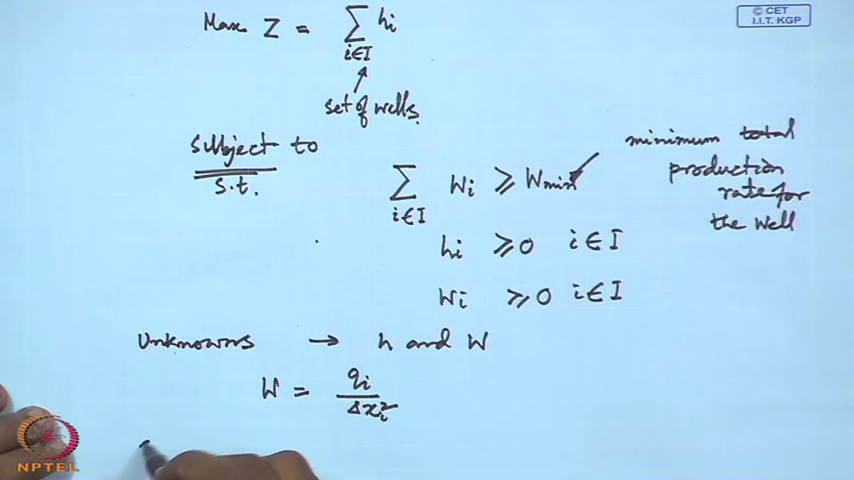 © CET
I.I.T. KGP
Max Z = ∑ hi
i∈I
set of wells.
subject to
s.t.
∑ Wi ≥ Wmin
i∈I
minimum total
production
rate for
the well
hi ≥ 0 i∈I
Wi ≥ 0 i∈I
Unknowns → h and W
W = qi / Δxi²
NPTEL